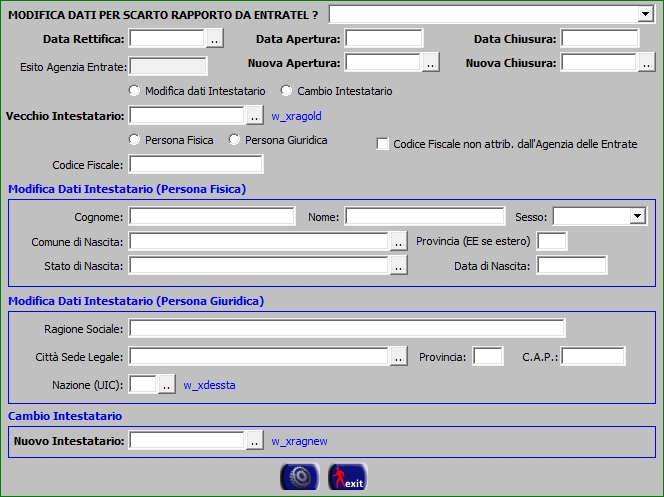 MODIFICA DATI PER SCARTO RAPPORTO DA ENTRATEL ?
Data Rettifica: .. Data Apertura: Data Chiusura:
Esito Agenzia Entrate: Nuova Apertura: .. Nuova Chiusura: ..
Modifica dati Intestatario Cambio Intestatario
Vecchio Intestatario: .. w_xragold
Persona Fisica Persona Giuridica Codice Fiscale non attrib. dall'Agenzia delle Entrate
Codice Fiscale:
Modifica Dati Intestatario (Persona Fisica)
Cognome: Nome: Sesso:
Comune di Nascita: .. Provincia (EE se estero)
Stato di Nascita: .. Data di Nascita:
Modifica Dati Intestatario (Persona Giuridica)
Ragione Sociale:
Città Sede Legale: .. Provincia: C.A.P.:
Nazione (UIC): .. w_xdessta
Cambio Intestatario
Nuovo Intestatario: .. w_xragnew
exit